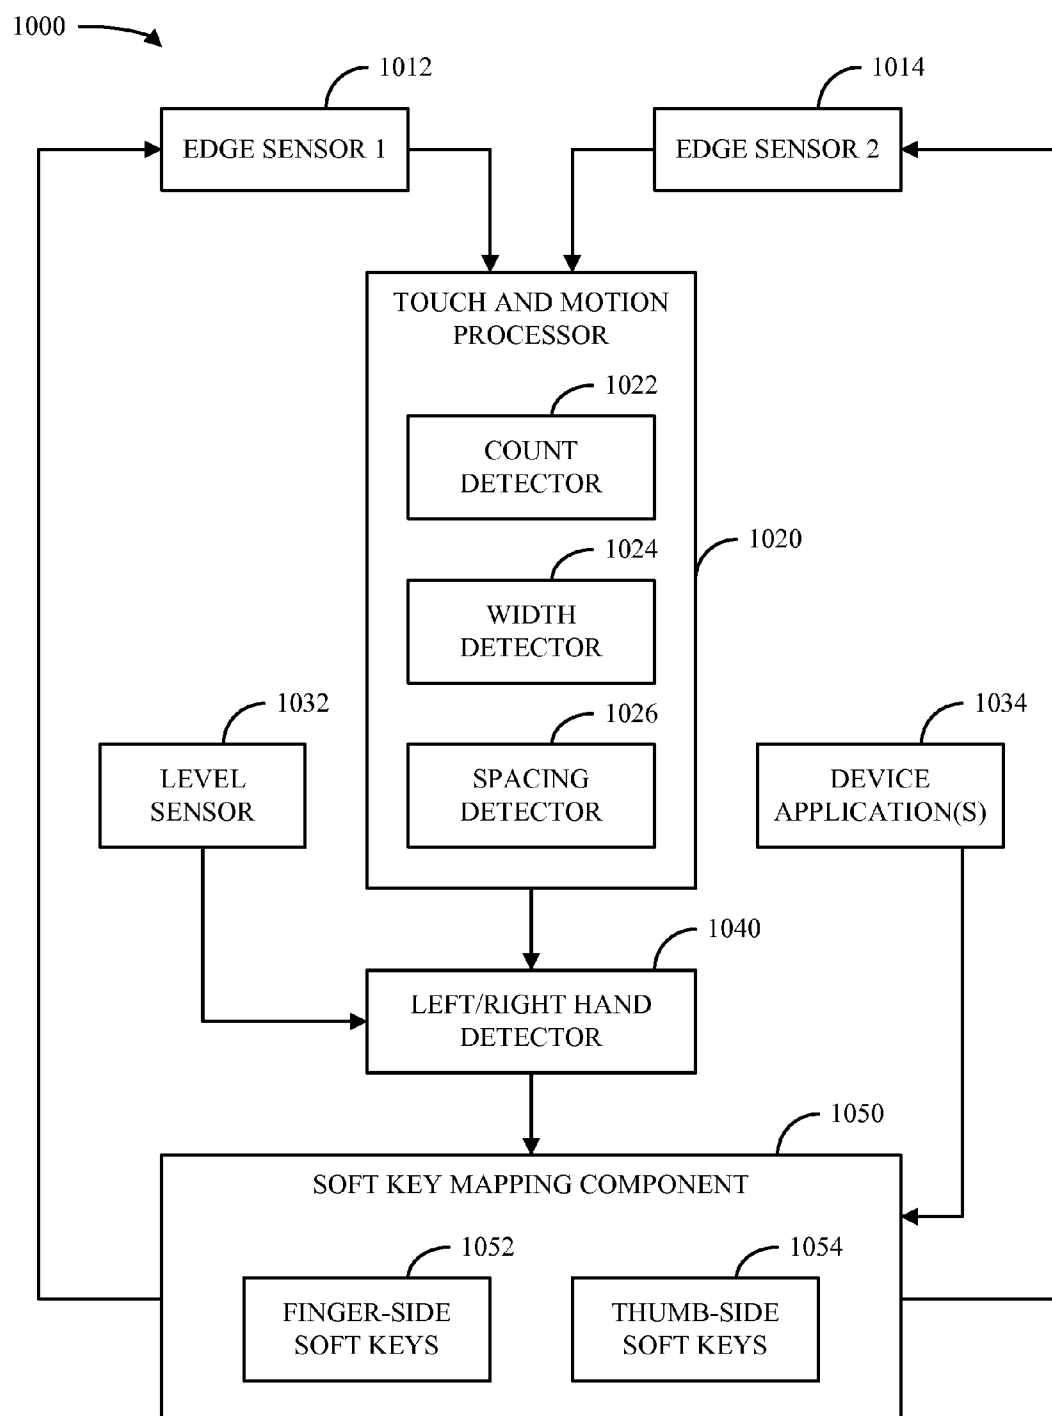 1000
1012
1014
EDGE SENSOR 1
EDGE SENSOR 2
TOUCH AND MOTION
PROCESSOR
1022
COUNT
DETECTOR
1020
1024
WIDTH
DETECTOR
1032
1026
1034
LEVEL
SENSOR
SPACING
DETECTOR
DEVICE
APPLICATION(S)
1040
LEFT/RIGHT HAND
DETECTOR
1050
SOFT KEY MAPPING COMPONENT
1052
1054
FINGER-SIDE
SOFT KEYS
THUMB-SIDE
SOFT KEYS